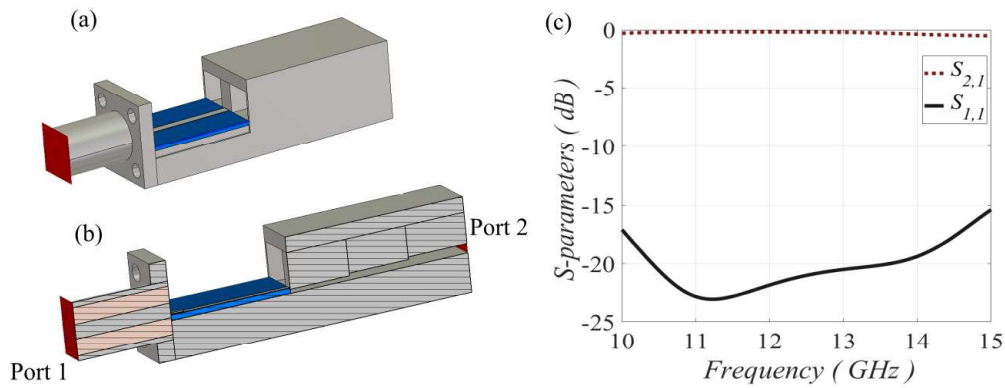 (a)
(b)
Port 1
Port 2
(c)
S-parameters ( dB )
0
-5
-10
-15
-20
-25
S2,1
S1,1
10 11 12 13 14 15
Frequency ( GHz )